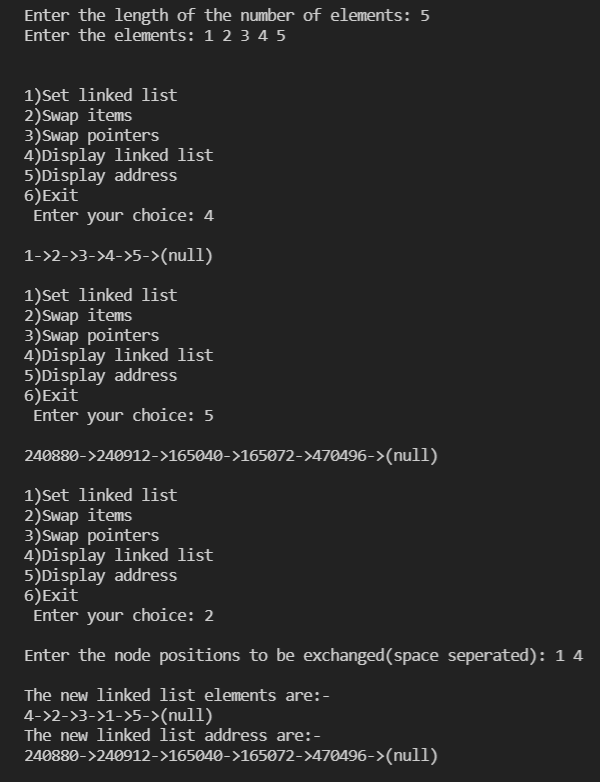 Enter the length of the number of elements: 5
Enter the elements: 1 2 3 4 5
1)Set linked list
2)Swap items
3)Swap pointers
4)Display linked list
5)Display address
6)Exit
Enter your choice: 4
1->2->3->4->5->(null)
1)Set linked list
2)Swap items
3)Swap pointers
4)Display linked list
5)Display address
6)Exit
Enter your choice: 5
240880->240912->165040->165072->470496->(null)
1)Set linked list
2)Swap items
3)Swap pointers
4)Display linked list
5)Display address
6)Exit
Enter your choice: 2
Enter the node positions to be exchanged(space seperated): 1 4
The new linked list elements are:-
4->2->3->1->5->(null)
The new linked list address are:-
240880->240912->165040->165072->470496->(null)